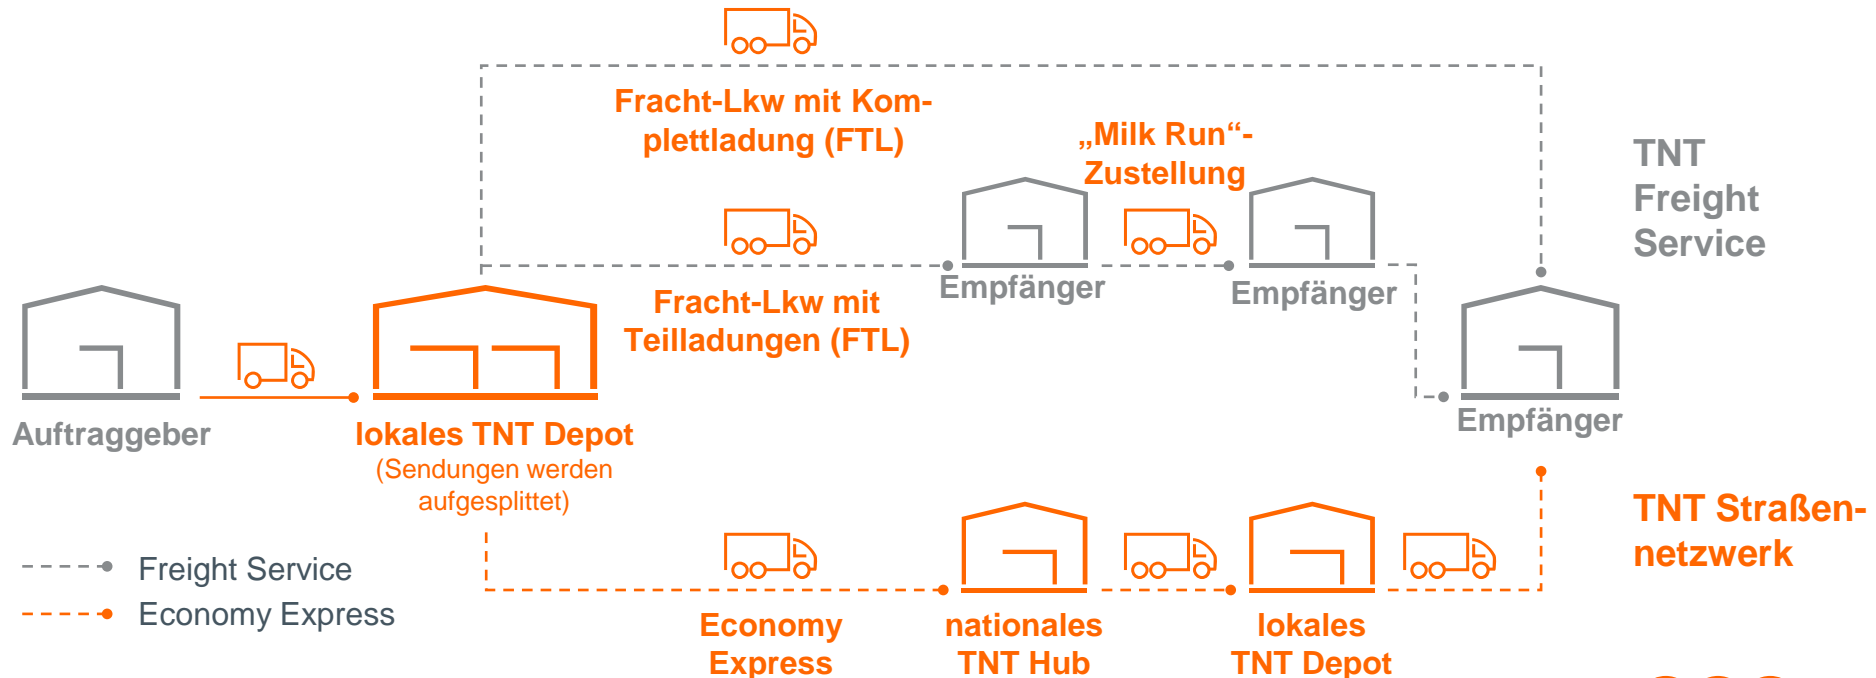 Fracht-Lkw mit Kom-
plettladung (FTL)
„Milk Run“-
Zustellung
TNT
Freight
Service
Empfänger
Empfänger
Fracht-Lkw mit
Teilladungen (FTL)
Auftraggeber
lokales TNT Depot
(Sendungen werden
aufgesplittet)
Empfänger
TNT Straßen-
netzwerk
Freight Service
Economy Express
Economy
Express
nationales
TNT Hub
lokales
TNT Depot